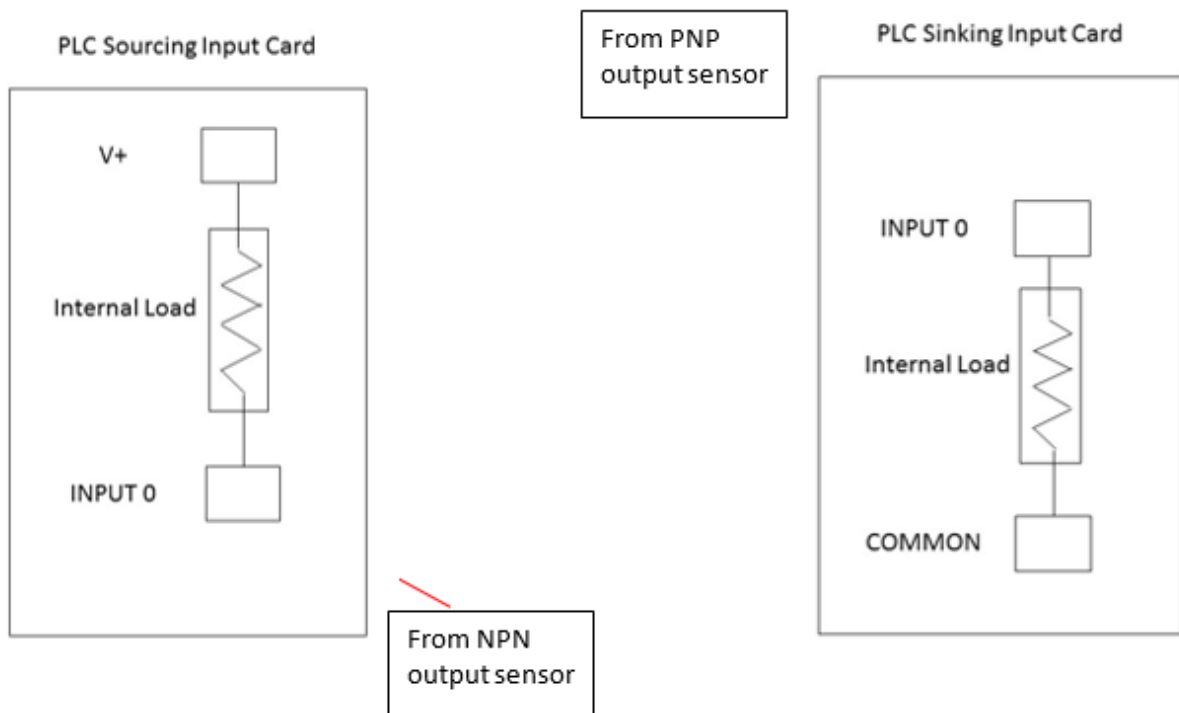 PLC Sourcing Input Card
V+
Internal Load
INPUT 0
From NPN
output sensor
From PNP
output sensor
PLC Sinking Input Card
INPUT 0
Internal Load
COMMON